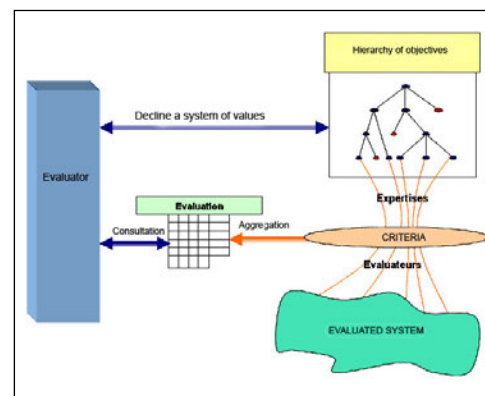 Hierarchy of objectives
Decline a system of values
Evaluator
Expertises
Evaluation
Consultation
Aggregation
CRITERIA
Evaluateurs
EVALUATED SYSTEM